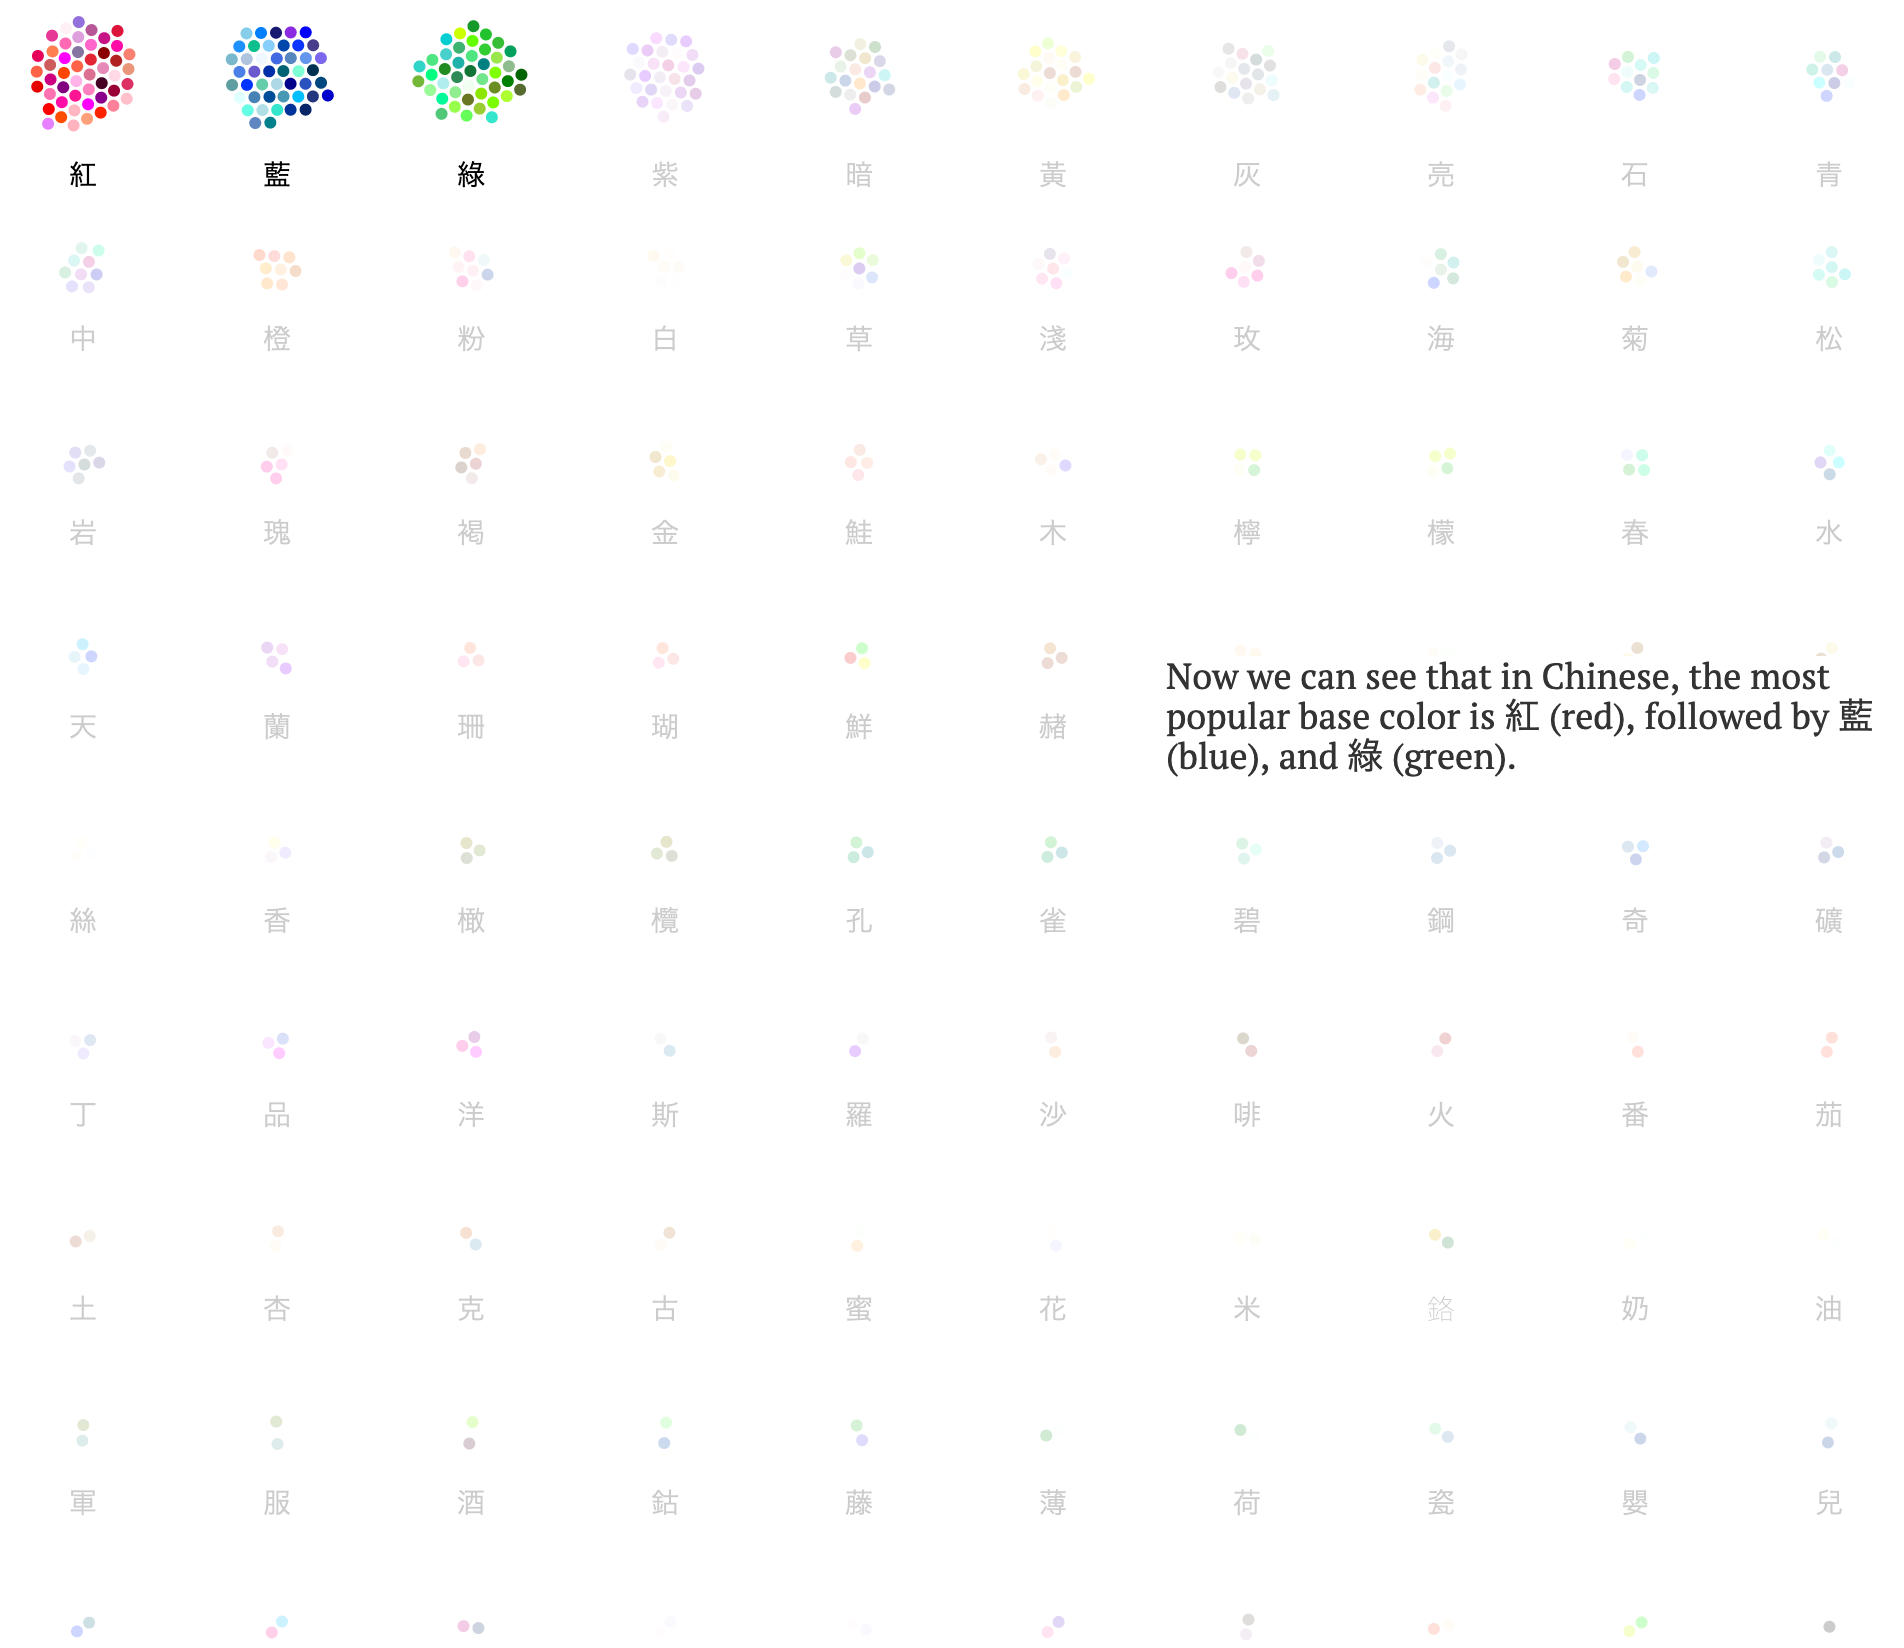 紅 藍 綠 紫 暗 黃 灰 亮 石 青
中 橙 粉 白 草 淺 玫 海 菊 松
岩 瑰 褐 金 鮭 木 檸 檬 春 水
天 蘭 珊 瑚 鮮 赭
Now we can see that in Chinese, the most
popular base color is 紅 (red), followed by 藍
(blue), and 綠 (green).
絲 香 橄 欖 孔 雀 碧 鋼 奇 礦
丁 品 洋 斯 羅 沙 啡 火 番 茄
土 杏 克 古 蜜 花 米 鉻 奶 油
軍 服 酒 鈷 藤 薄 荷 瓷 嬰 兒